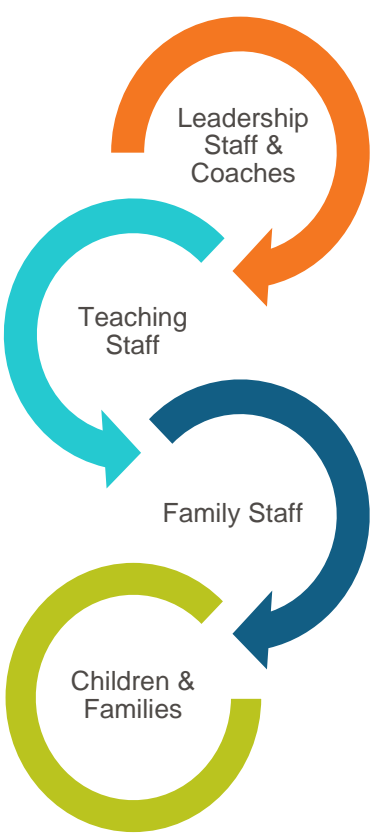 Leadership
Staff &
Coaches
Teaching
Staff
Family Staff
Children &
Families